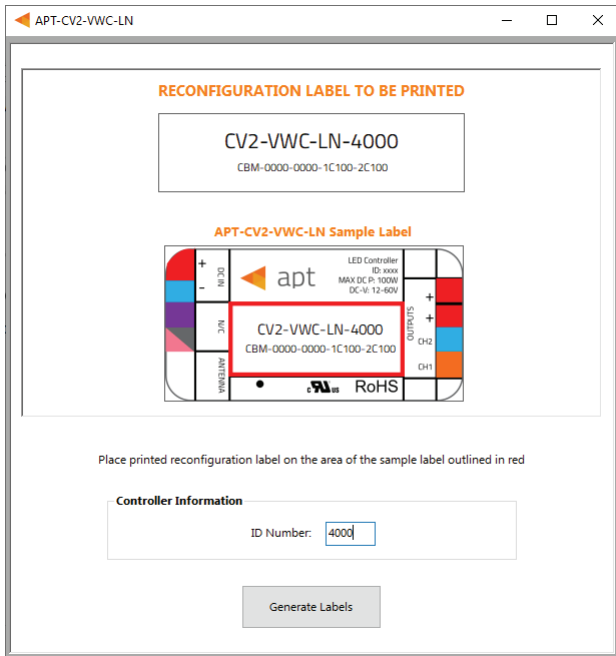 APT-CV2-VWC-LN
RECONFIGURATION LABEL TO BE PRINTED
CV2-VWC-LN-4000
CBM-0000-0000-1C100-2C100
APT-CV2-VWC-LN Sample Label
+
-
DC IN
N/C
ANTENNA
apt
LED Controller
ID: xxxx
MAX DC P: 100W
DC-V: 12-60V
CV2-VWC-LN-4000
CBM-0000-0000-1C100-2C100
c RU us
RoHS
OUTPUTS
+
+
CH2
CH1
Place printed reconfiguration label on the area of the sample label outlined in red
Controller Information
ID Number: 4000
Generate Labels